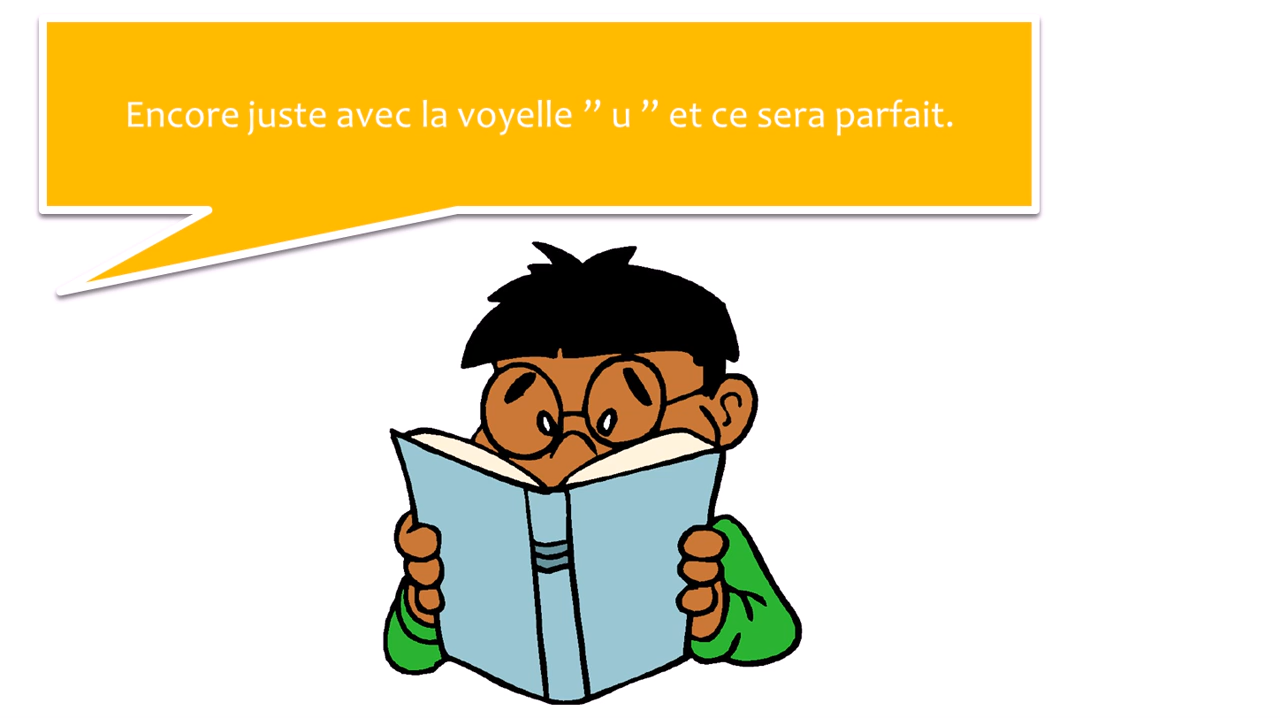 Encore juste avec la voyelle ” u ” et ce sera parfait.